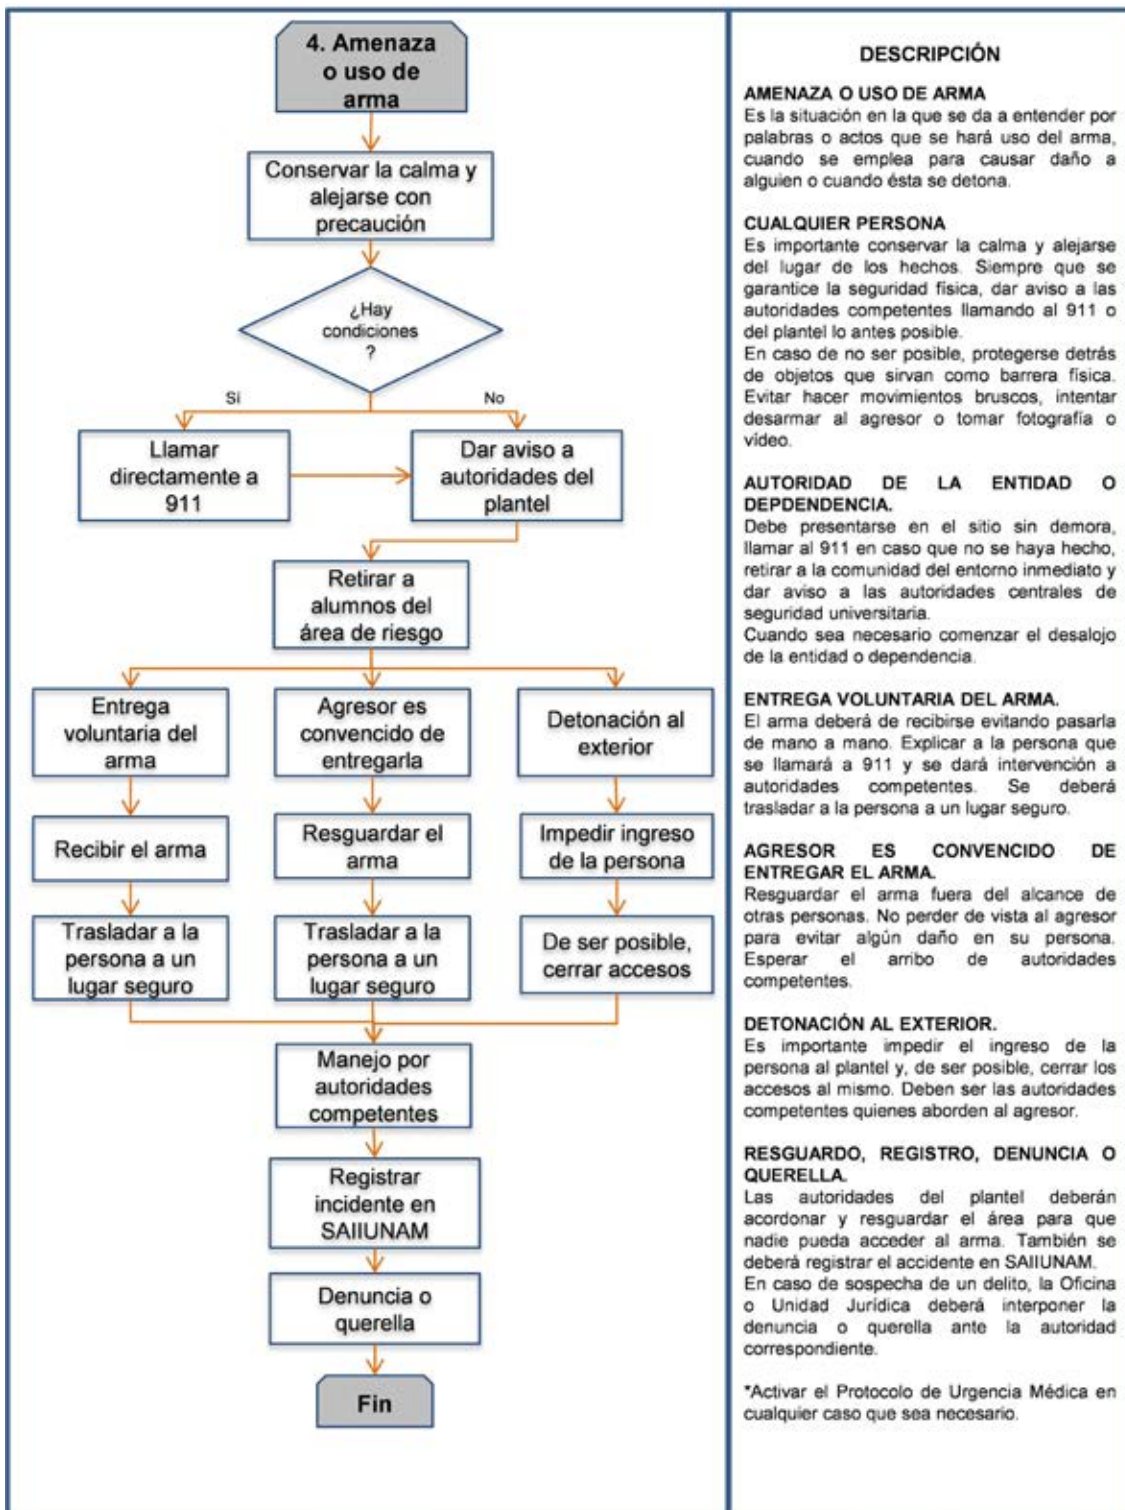 4. Amenaza
o uso de
arma
Conservar la calma y
alejarse con
precaución
¿Hay
condiciones
?
Sí
No
Llamar
directamente a
911
Dar aviso a
autoridades del
plantel
Retirar a
alumnos del
área de riesgo
Entrega
voluntaria del
arma
Agresor es
convencido de
entregarla
Detonación al
exterior
Recibir el arma
Resguardar el
arma
Impedir ingreso
de la persona
Trasladar a la
persona a un
lugar seguro
Trasladar a la
persona a un
lugar seguro
De ser posible,
cerrar accesos
Manejo por
autoridades
competentes
Registrar
incidente en
SAIIUNAM
Denuncia o
querella
Fin
DESCRIPCIÓN
AMENAZA O USO DE ARMA
Es la situación en la que se da a entender por
palabras o actos que se hará uso del arma,
cuando se emplea para causar daño a
alguien o cuando ésta se detona.
CUALQUIER PERSONA
Es importante conservar la calma y alejarse
del lugar de los hechos. Siempre que se
garantice la seguridad física, dar aviso a las
autoridades competentes llamando al 911 o
del plantel lo antes posible.
En caso de no ser posible, protegerse detrás
de objetos que sirvan como barrera física.
Evitar hacer movimientos bruscos, intentar
desarmar al agresor o tomar fotografía o
vídeo.
AUTORIDAD DE LA ENTIDAD O
DEPDENDENCIA.
Debe presentarse en el sitio sin demora,
llamar al 911 en caso que no se haya hecho,
retirar a la comunidad del entorno inmediato y
dar aviso a las autoridades centrales de
seguridad universitaria.
Cuando sea necesario comenzar el desalojo
de la entidad o dependencia.
ENTREGA VOLUNTARIA DEL ARMA.
El arma deberá de recibirse evitando pasarla
de mano a mano. Explicar a la persona que
se llamará a 911 y se dará intervención a
autoridades competentes. Se deberá
trasladar a la persona a un lugar seguro.
AGRESOR ES CONVENCIDO DE
ENTREGAR EL ARMA.
Resguardar el arma fuera del alcance de
otras personas. No perder de vista al agresor
para evitar algún daño en su persona.
Esperar el arribo de autoridades
competentes.
DETONACIÓN AL EXTERIOR.
Es importante impedir el ingreso de la
persona al plantel y, de ser posible, cerrar los
accesos al mismo. Deben ser las autoridades
competentes quienes aborden al agresor.
RESGUARDO, REGISTRO, DENUNCIA O
QUERELLA.
Las autoridades del plantel deberán
acordonar y resguardar el área para que
nadie pueda acceder al arma. También se
deberá registrar el accidente en SAIIUNAM.
En caso de sospecha de un delito, la Oficina
o Unidad Jurídica deberá interponer la
denuncia o querella ante la autoridad
correspondiente.
*Activar el Protocolo de Urgencia Médica en
cualquier caso que sea necesario.